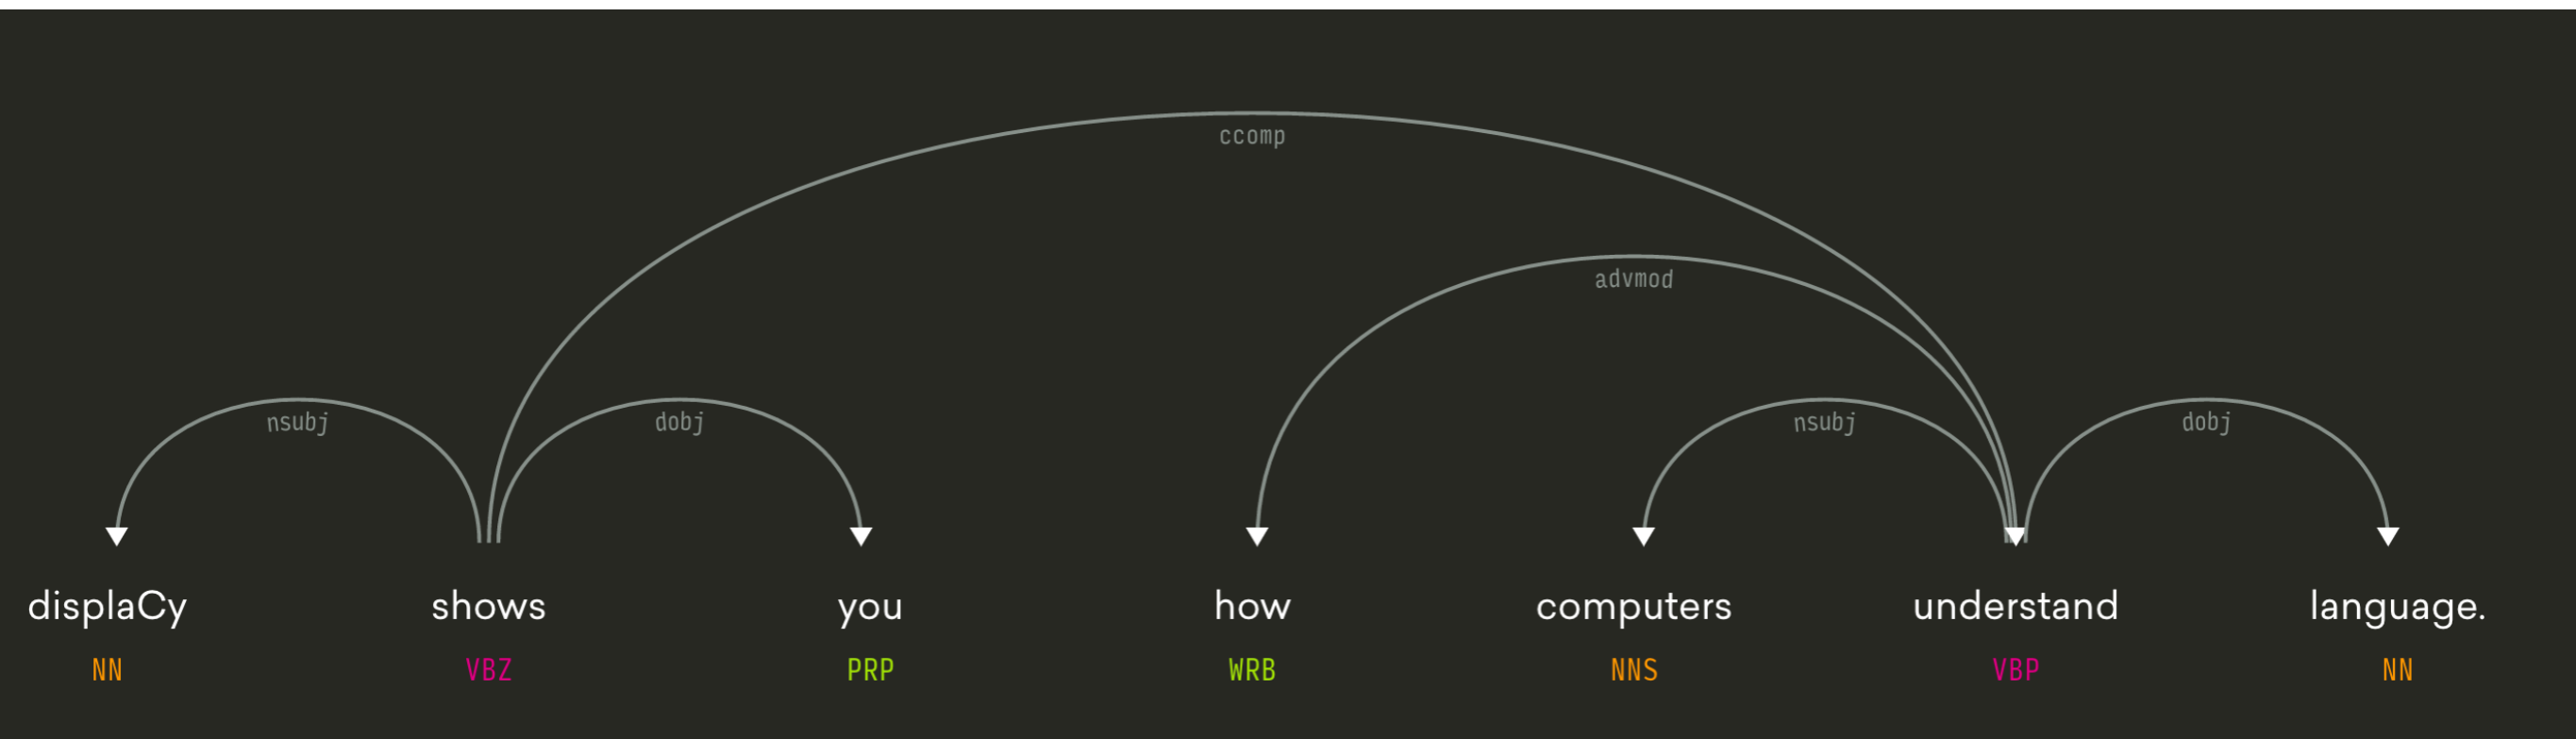 ccomp
advmod
nsubj dobj nsubj dobj
displaCy shows you how computers understand language.
NN VBZ PRP WRB NNS VBP NN